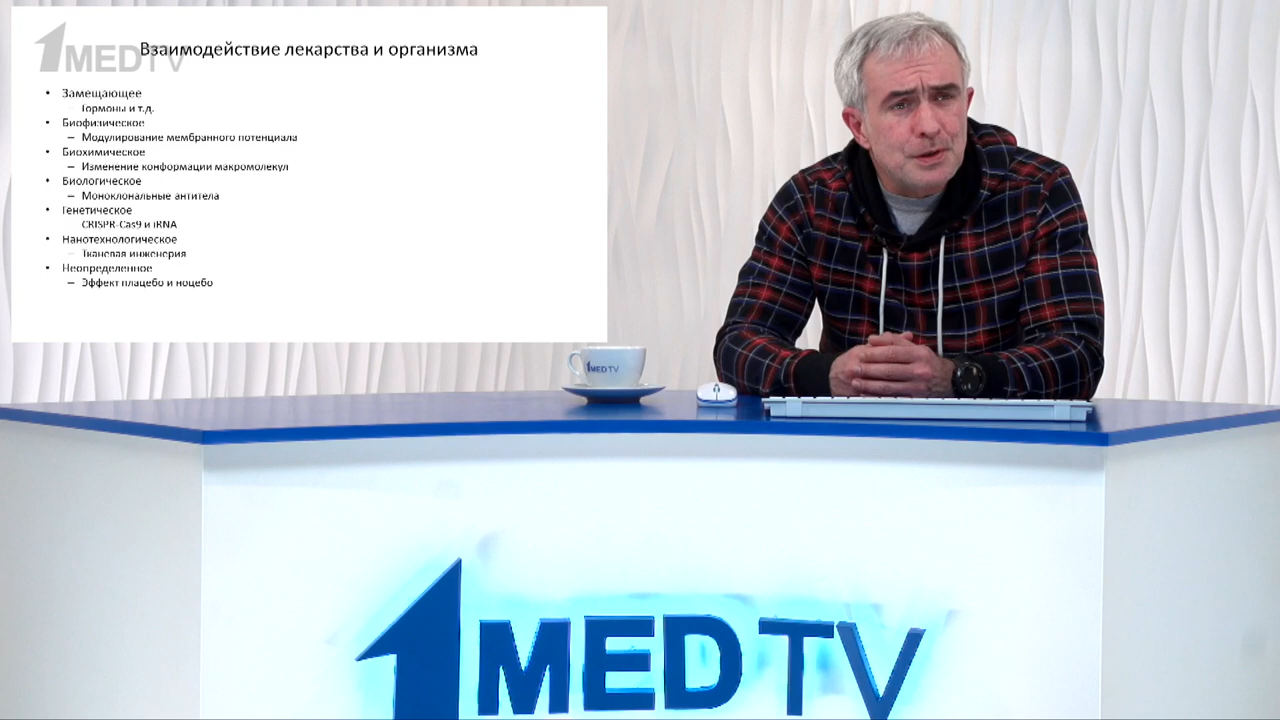 1MEDTV
Взаимодействие лекарства и организма
• Замещающее
– Гормоны и т.д.
• Биофизическое
– Модулирование мембранного потенциала
• Биохимическое
– Изменение конформации макромолекул
• Биологическое
– Моноклональные антитела
• Генетическое
CRISPR-Cas9 и iRNA
• Нанотехнологическое
– Тканевая инженерия
• Неопределенное
– Эффект плацебо и ноцебо
1MEDTV
1MEDTV